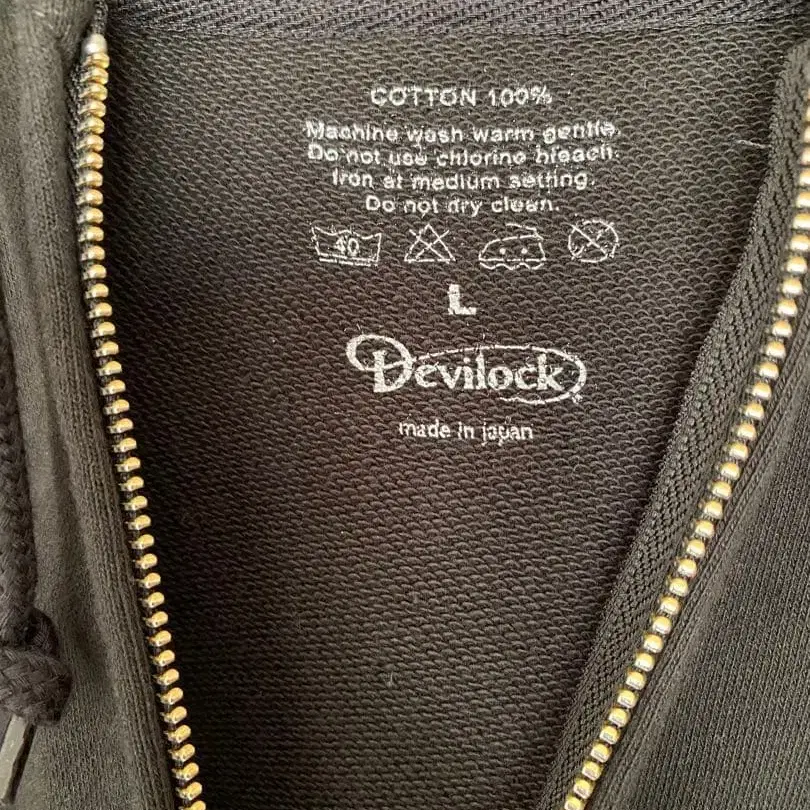 COTTON 100%
Machine wash warm gentle.
Do not use chlorine bleach.
Iron at medium setting.
Do not dry clean.
40
L
Devilock
made in japan